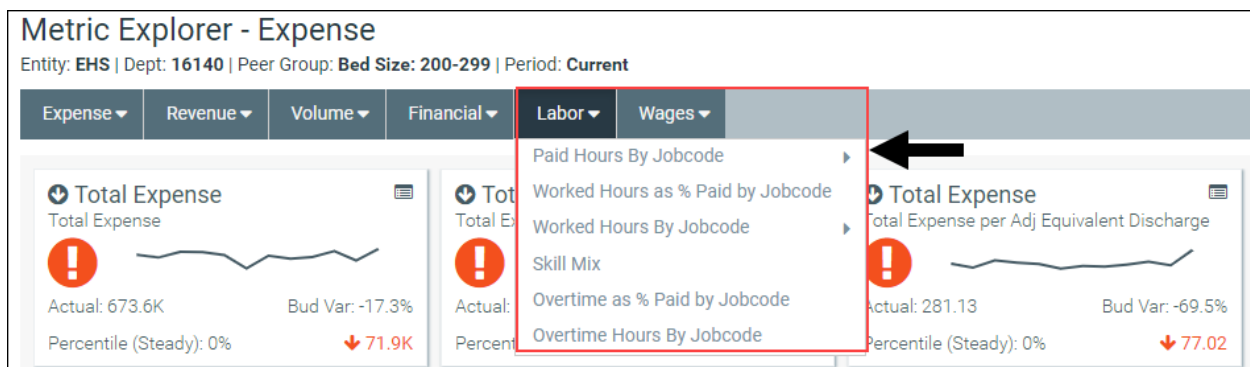 Metric Explorer - Expense
Entity: EHS | Dept: 16140 | Peer Group: Bed Size: 200-299 | Period: Current
Expense Revenue Volume Financial Labor Wages
Paid Hours By Jobcode
Worked Hours as % Paid by Jobcode
Worked Hours By Jobcode
Skill Mix
Overtime as % Paid by Jobcode
Overtime Hours By Jobcode
Total Expense
Total Expense
Actual: 673.6K Bud Var: -17.3%
Percentile (Steady): 0% 71.9K
Actual:
Total Expense
Total Expense per Adj Equivalent Discharge
Actual: 281.13 Bud Var: -69.5%
Percentile (Steady): 0% 77.02